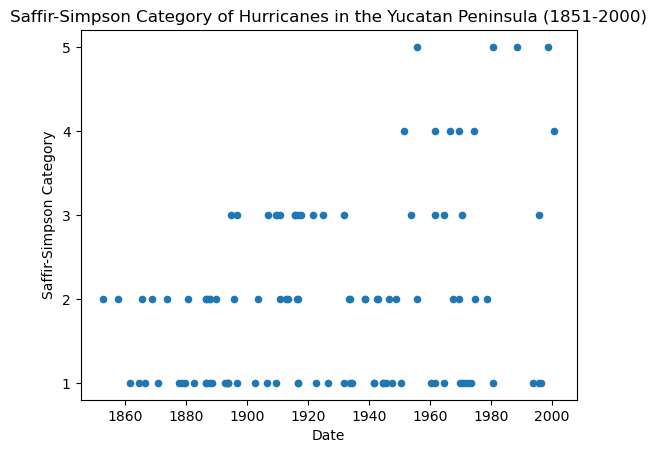 Saffir-Simpson Category of Hurricanes in the Yucatan Peninsula (1851-2000)
Saffir-Simpson Category
5
4
3
2
1
1860 1880 1900 1920 1940 1960 1980 2000
Date